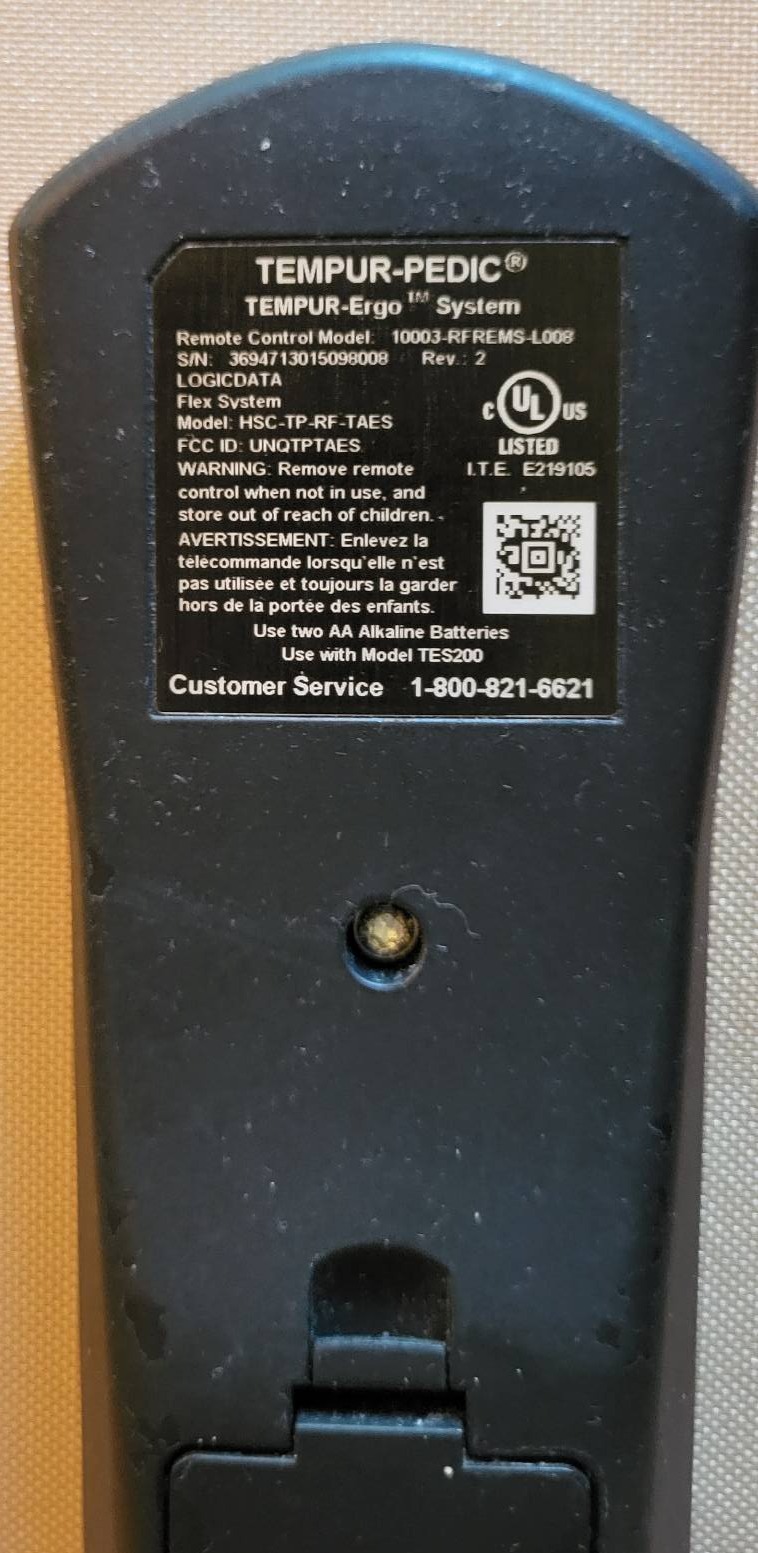 TEMPUR-PEDIC®
TEMPUR-Ergo™ System
Remote Control Model: 10003-RFREMS-L008
S/N: 3694713015098008 Rev.: 2
LOGICDATA
Flex System
Model: HSC-TP-RF-TAES
FCC ID: UNQTPTAES
C UL US
LISTED
I.T.E. E219105
WARNING: Remove remote
control when not in use, and
store out of reach of children.
AVERTISSEMENT: Enlevez la
télécommande lorsqu'elle n'est
pas utilisée et toujours la garder
hors de la portée des enfants.
Use two AA Alkaline Batteries
Use with Model TES200
Customer Service 1-800-821-6621